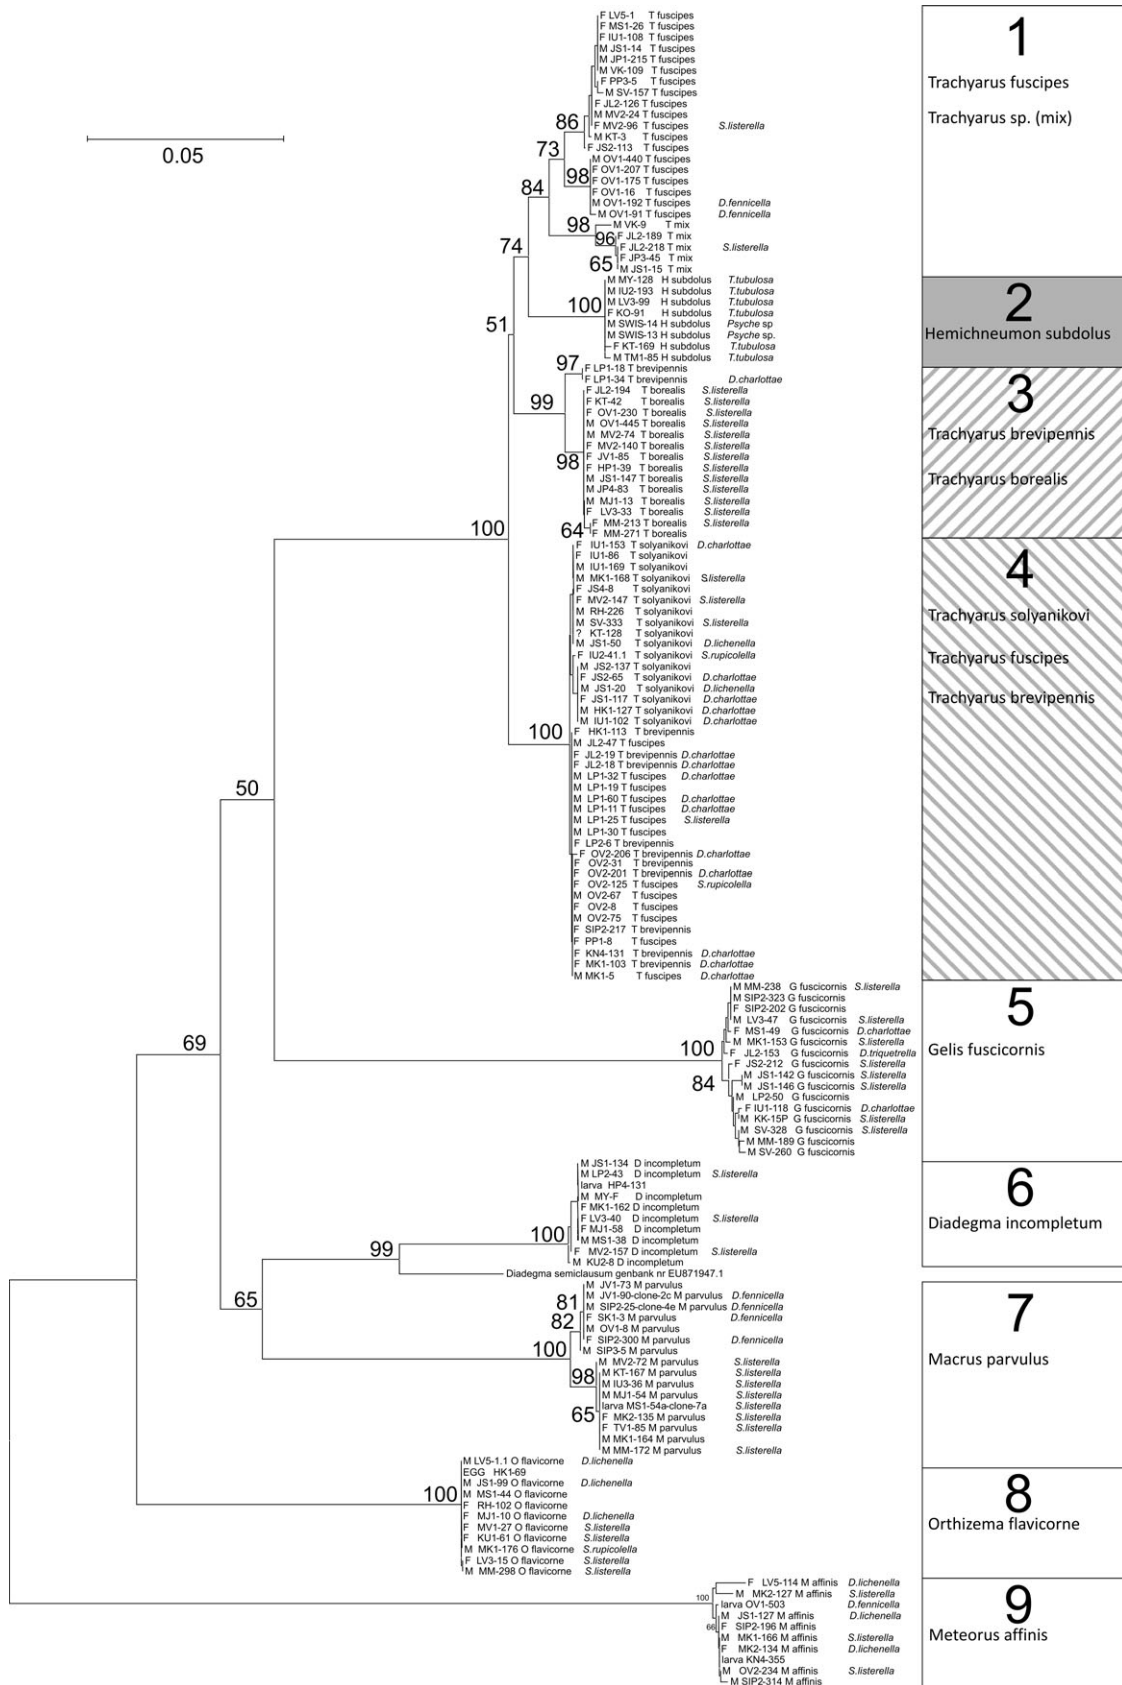 F LV5-1 T fuscipes
F MS1-26 T fuscipes
F IU1-108 T fuscipes
M JS1-14 T fuscipes
M JP1-215 T fuscipes
M VK-109 T fuscipes
F PP3-5 T fuscipes
M SV-157 T fuscipes
F JL2-126 T fuscipes
M MV2-24 T fuscipes
F MV2-96 T fuscipes S.listerella
M KT-3 T fuscipes
F JS2-113 T fuscipes
M OV1-440 T fuscipes
F OV1-207 T fuscipes
F OV1-175 T fuscipes
F OV1-16 T fuscipes
M OV1-192 T fuscipes D.fennicella
M OV1-91 T fuscipes D.fennicella
M VK-9 T mix
F JL2-189 T mix
F JL2-218 T mix S.listerella
F JP3-45 T mix
M JS1-15 T mix
M MY-128 H subdolus T.tubulosa
M IU2-193 H subdolus T.tubulosa
M LV3-99 H subdolus T.tubulosa
F KO-91 H subdolus T.tubulosa
M SWIS-14 H subdolus Psyche sp
M SWIS-13 H subdolus Psyche sp.
F KT-169 H subdolus T.tubulosa
M TM1-85 H subdolus T.tubulosa
F LP1-18 T brevipennis
F LP1-34 T brevipennis D.charlottae
F JL2-194 T borealis S.listerella
F KT-42 T borealis S.listerella
F OV1-230 T borealis S.listerella
M OV1-445 T borealis S.listerella
M MV2-74 T borealis S.listerella
F MV2-140 T borealis S.listerella
F JV1-85 T borealis S.listerella
F HP1-39 T borealis S.listerella
M JS1-147 T borealis S.listerella
M JP4-83 T borealis S.listerella
M MJ1-13 T borealis S.listerella
F LV3-33 T borealis S.listerella
F MM-213 T borealis S.listerella
F MM-271 T borealis
F IU1-153 T solyanikovi D.charlottae
F IU1-86 T solyanikovi
M IU1-169 T solyanikovi
M MK1-168 T solyanikovi S.listerella
F JS4-8 T solyanikovi
F MV2-147 T solyanikovi S.listerella
M RH-226 T solyanikovi
M SV-333 T solyanikovi S.listerella
? KT-128 T solyanikovi
M JS1-50 T solyanikovi D.lichenella
F IU2-41.1 T solyanikovi S.rupicolella
M JS2-137 T solyanikovi
F JS2-65 T solyanikovi D.charlottae
M JS1-20 T solyanikovi D.lichenella
F JS1-117 T solyanikovi D.charlottae
M HK1-127 T solyanikovi D.charlottae
M IU1-102 T solyanikovi D.charlottae
F HK1-113 T brevipennis
M JL2-47 T fuscipes
F JL2-19 T brevipennis D.charlottae
F JL2-18 T brevipennis D.charlottae
M LP1-32 T fuscipes D.charlottae
M LP1-19 T fuscipes
M LP1-60 T fuscipes D.charlottae
M LP1-11 T fuscipes D.charlottae
M LP1-25 T fuscipes S.listerella
M LP1-30 T fuscipes
F LP2-6 T brevipennis
F OV2-206 T brevipennis D.charlottae
F OV2-31 T brevipennis
F OV2-201 T brevipennis D.charlottae
F OV2-125 T fuscipes S.rupicolella
M OV2-67 T fuscipes
F OV2-8 T fuscipes
M OV2-75 T fuscipes
F SIP2-217 T brevipennis
F PP1-8 T fuscipes
F KN4-131 T brevipennis D.charlottae
F MK1-103 T brevipennis D.charlottae
M MK1-5 T fuscipes D.charlottae
M MM-238 G fuscicornis S.listerella
M SIP2-323 G fuscicornis
F SIP2-202 G fuscicornis
M LV3-47 G fuscicornis S.listerella
F MS1-49 G fuscicornis D.charlottae
M MK1-153 G fuscicornis S.listerella
F JL2-153 G fuscicornis D.triquetrella
F JS2-212 G fuscicornis S.listerella
M JS1-142 G fuscicornis S.listerella
M JS1-146 G fuscicornis S.listerella
M LP2-50 G fuscicornis
F IU1-118 G fuscicornis D.charlottae
M KK-15P G fuscicornis S.listerella
M SV-328 G fuscicornis S.listerella
M MM-189 G fuscicornis
M SV-260 G fuscicornis
M JS1-134 D incompletum
M LP2-43 D incompletum S.listerella
larva HP4-131
M MY-F D incompletum
F MK1-162 D incompletum
F LV3-40 D incompletum S.listerella
F MJ1-58 D incompletum
M MS1-38 D incompletum
F MV2-157 D incompletum S.listerella
M KU2-8 D incompletum
Diadegma semiclausum genbank nr EU871947.1
M JV1-73 M parvulus
M JV1-90-clone-2c M parvulus D.fennicella
M SIP2-25-clone-4e M parvulus D.fennicella
F SK1-3 M parvulus D.fennicella
M OV1-8 M parvulus
F SIP2-300 M parvulus D.fennicella
M SIP3-5 M parvulus
M MV2-72 M parvulus S.listerella
M KT-167 M parvulus S.listerella
M IU3-36 M parvulus S.listerella
M MJ1-54 M parvulus S.listerella
larva MS1-54a-clone-7a S.listerella
F MK2-135 M parvulus S.listerella
F TV1-85 M parvulus S.listerella
M MK1-164 M parvulus
M MM-172 M parvulus S.listerella
M LV5-1.1 O flavicorne D.lichenella
EGG HK1-69
M JS1-99 O flavicorne D.lichenella
M MS1-44 O flavicorne
F RH-102 O flavicorne
F MJ1-10 O flavicorne D.lichenella
F MV1-27 O flavicorne S.listerella
F KU1-61 O flavicorne S.listerella
M MK1-176 O flavicorne S.rupicolella
F LV3-15 O flavicorne S.listerella
M MM-298 O flavicorne S.listerella
F LV5-114 M affinis D.lichenella
M MK2-127 M affinis S.listerella
larva OV1-503 D.fennicella
M JS1-127 M affinis D.lichenella
F SIP2-196 M affinis
M MK1-166 M affinis S.listerella
F MK2-134 M affinis D.lichenella
larva KN4-355
M OV2-234 M affinis S.listerella
M SIP2-314 M affinis
0.05
86
73
98
84
98
96
74
65
100
51
97
99
98
64
100
100
50
100
84
69
100
99
65
81
82
100
98
65
100
100
66
1
Trachyarus fuscipes
Trachyarus sp. (mix)
2
Hemichneumon subdolus
3
Trachyarus brevipennis
Trachyarus borealis
4
Trachyarus solyanikovi
Trachyarus fuscipes
Trachyarus brevipennis
5
Gelis fuscicornis
6
Diadegma incompletum
7
Macrus parvulus
8
Orthizema flavicorne
9
Meteorus affinis